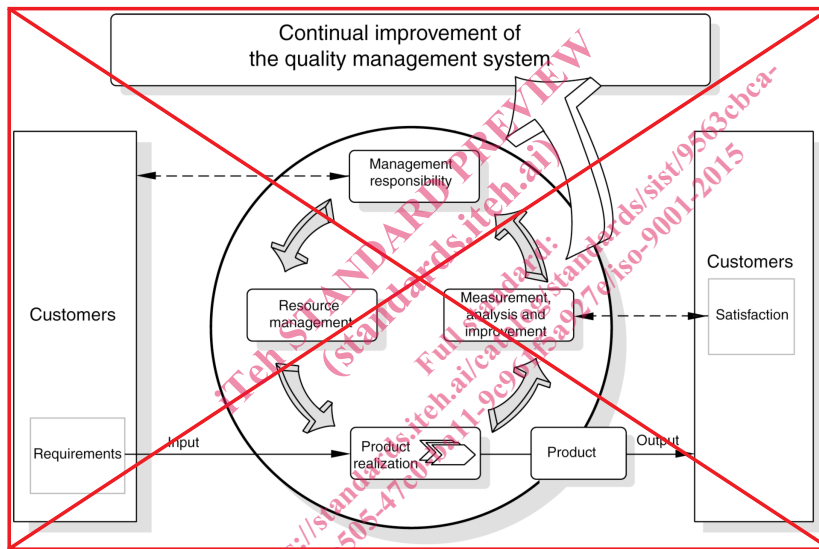 Continual improvement of
the quality management system
Management
responsibility
Customers
Resource
management
Measurement,
analysis and
improvement
Customers
Satisfaction
Requirements
Input
Product
realization
Product
Output
iTeh STANDARD PREVIEW
(standards.iteh.ai)
Full standard: